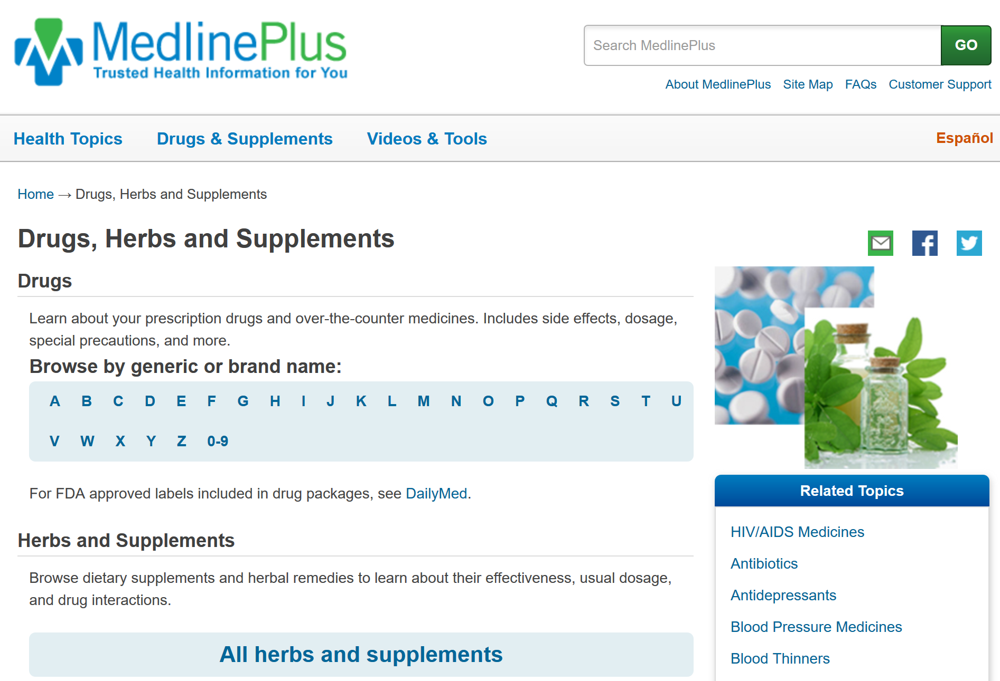 MedlinePlus
Trusted Health Information for You
Search MedlinePlus
GO
About MedlinePlus Site Map FAQs Customer Support
Health Topics Drugs & Supplements Videos & Tools Español
Home → Drugs, Herbs and Supplements
Drugs, Herbs and Supplements
Drugs
Learn about your prescription drugs and over-the-counter medicines. Includes side effects, dosage,
special precautions, and more.
Browse by generic or brand name:
A B C D E F G H I J K L M N O P Q R S T U
V W X Y Z 0-9
For FDA approved labels included in drug packages, see DailyMed.
Herbs and Supplements
Browse dietary supplements and herbal remedies to learn about their effectiveness, usual dosage,
and drug interactions.
All herbs and supplements
Related Topics
HIV/AIDS Medicines
Antibiotics
Antidepressants
Blood Pressure Medicines
Blood Thinners